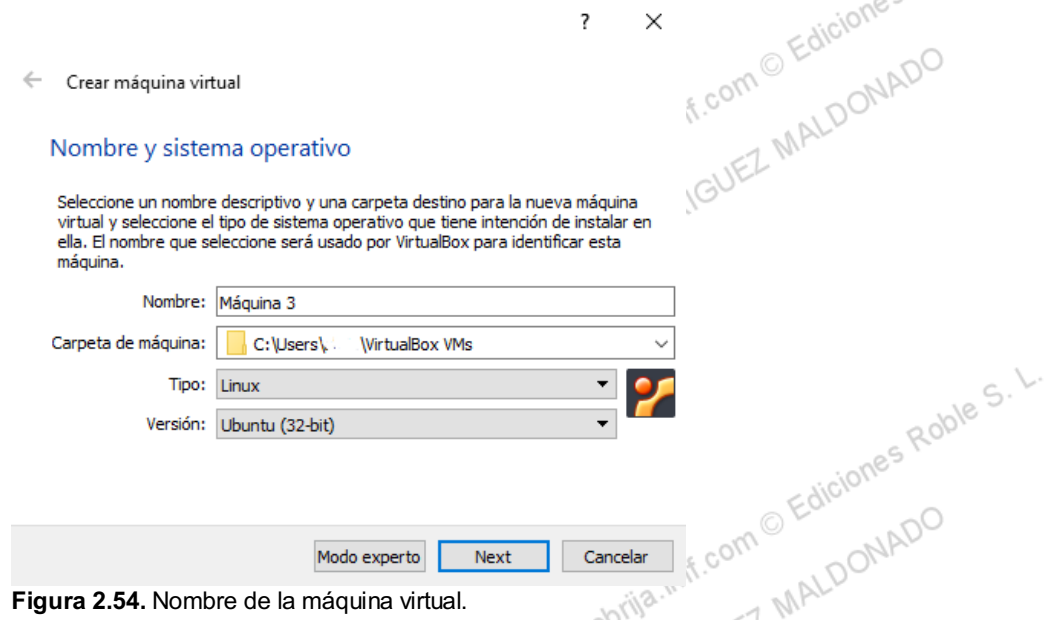 ?
Crear máquina virtual
Nombre y sistema operativo
Seleccione un nombre descriptivo y una carpeta destino para la nueva máquina
virtual y seleccione el tipo de sistema operativo que tiene intención de instalar en
ella. El nombre que seleccione será usado por VirtualBox para identificar esta
máquina.
Nombre: Máquina 3
Carpeta de máquina: C:\Users\ \VirtualBox VMs
Tipo: Linux
Versión: Ubuntu (32-bit)
Modo experto Next Cancelar
Figura 2.54. Nombre de la máquina virtual.
.com © Ediciones
MALDONADO
© Ediciones Roble S. L.
.com
MALDONADO